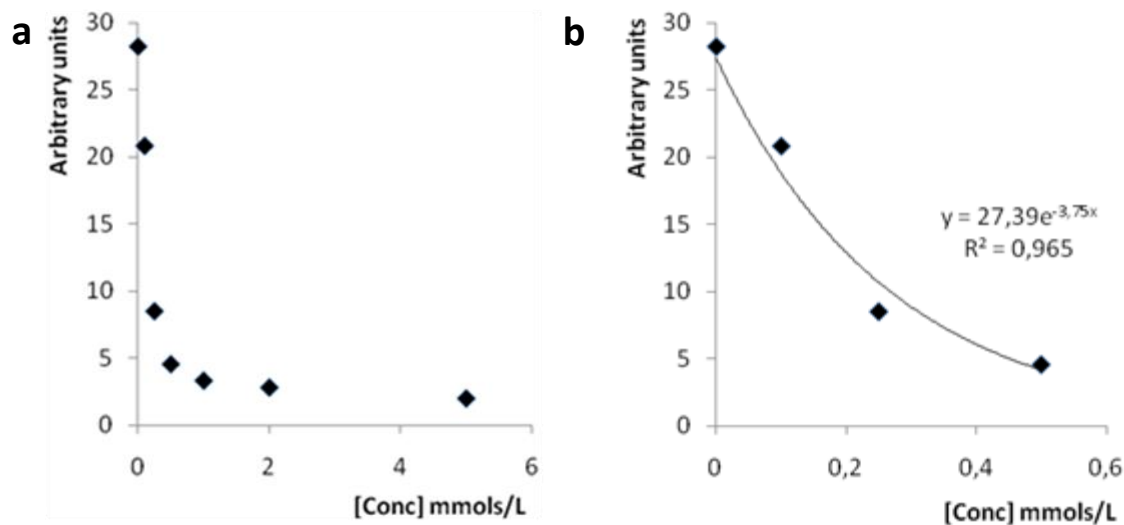 a
Arbitrary units
30
25
20
15
10
5
0
0 2 4 6
[Conc] mmols/L
b
Arbitrary units
30
25
20
15
10
5
0
y = 27,39e^-3,75x
R² = 0,965
0 0,2 0,4 0,6
[Conc] mmols/L